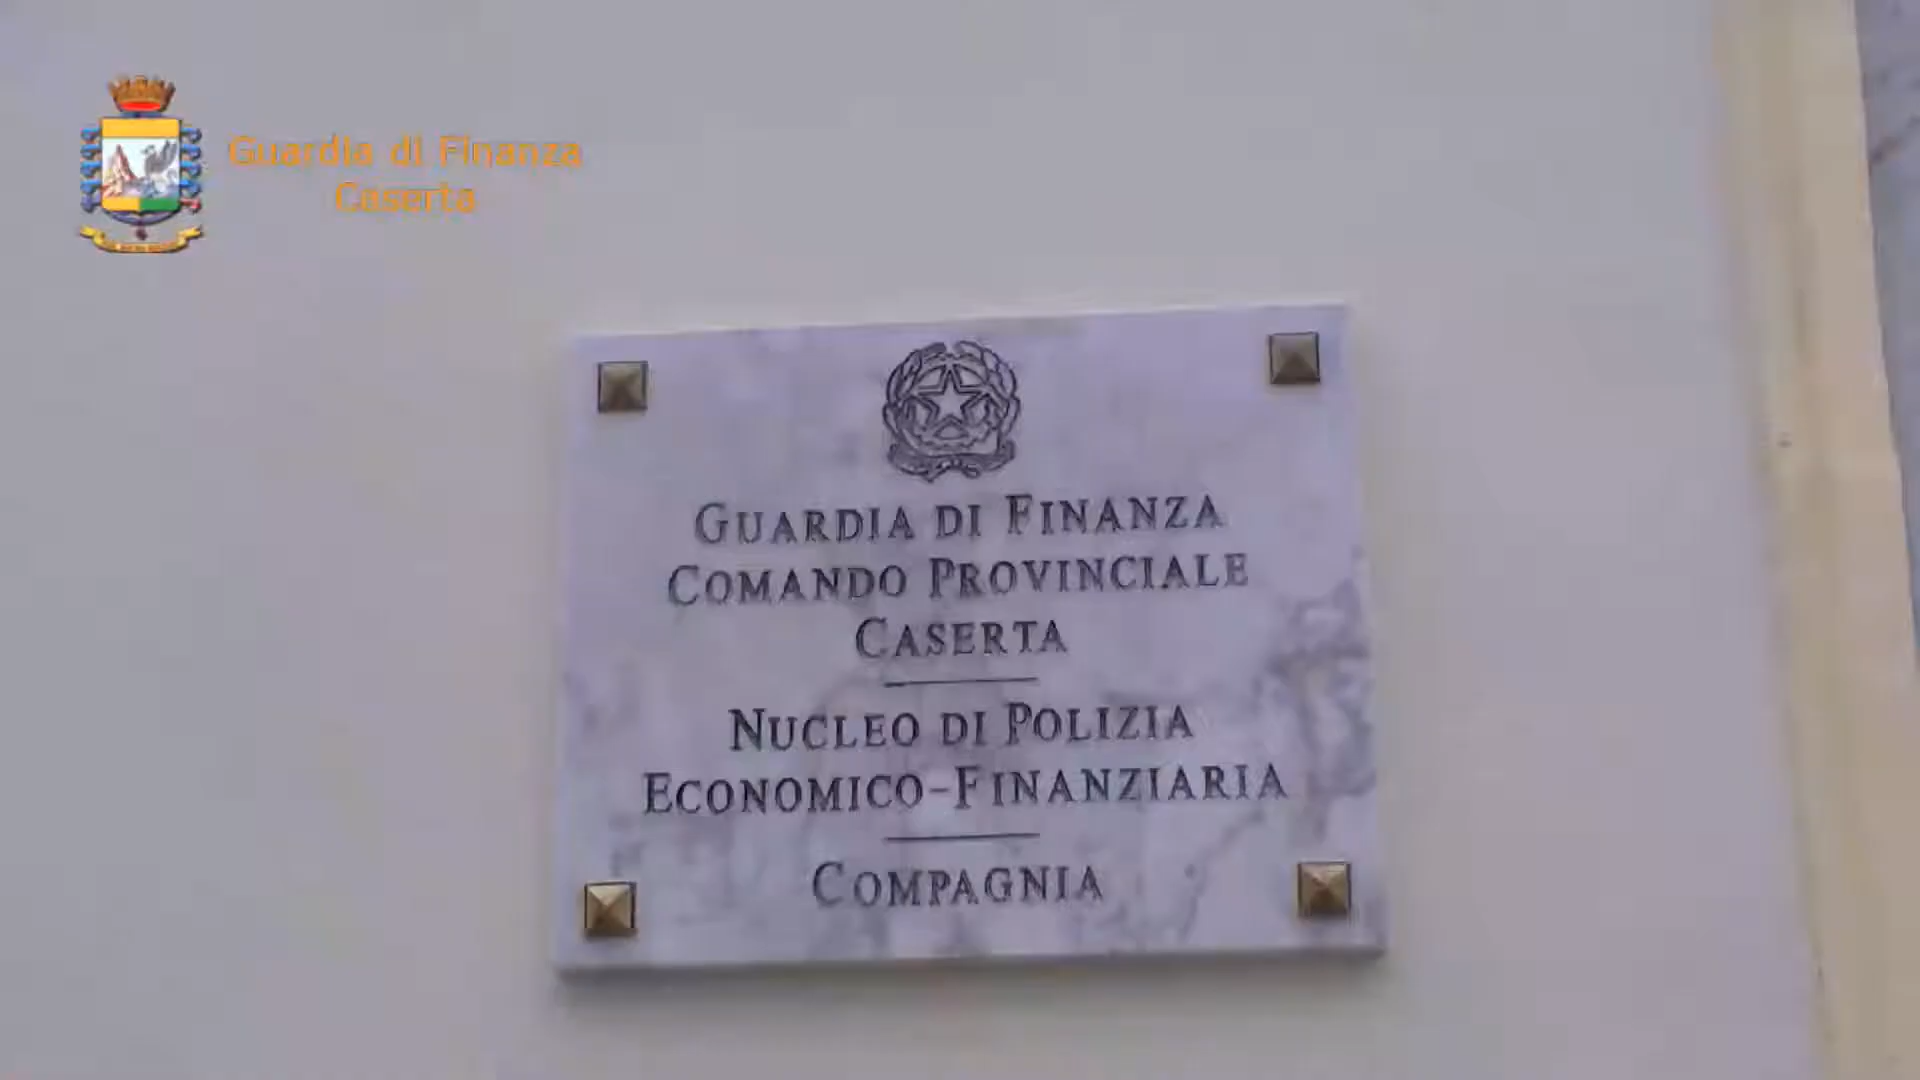 Guardia di Finanza
Caserta
GUARDIA DI FINANZA
COMANDO PROVINCIALE
CASERTA
NUCLEO DI POLIZIA
ECONOMICO-FINANZIARIA
COMPAGNIA